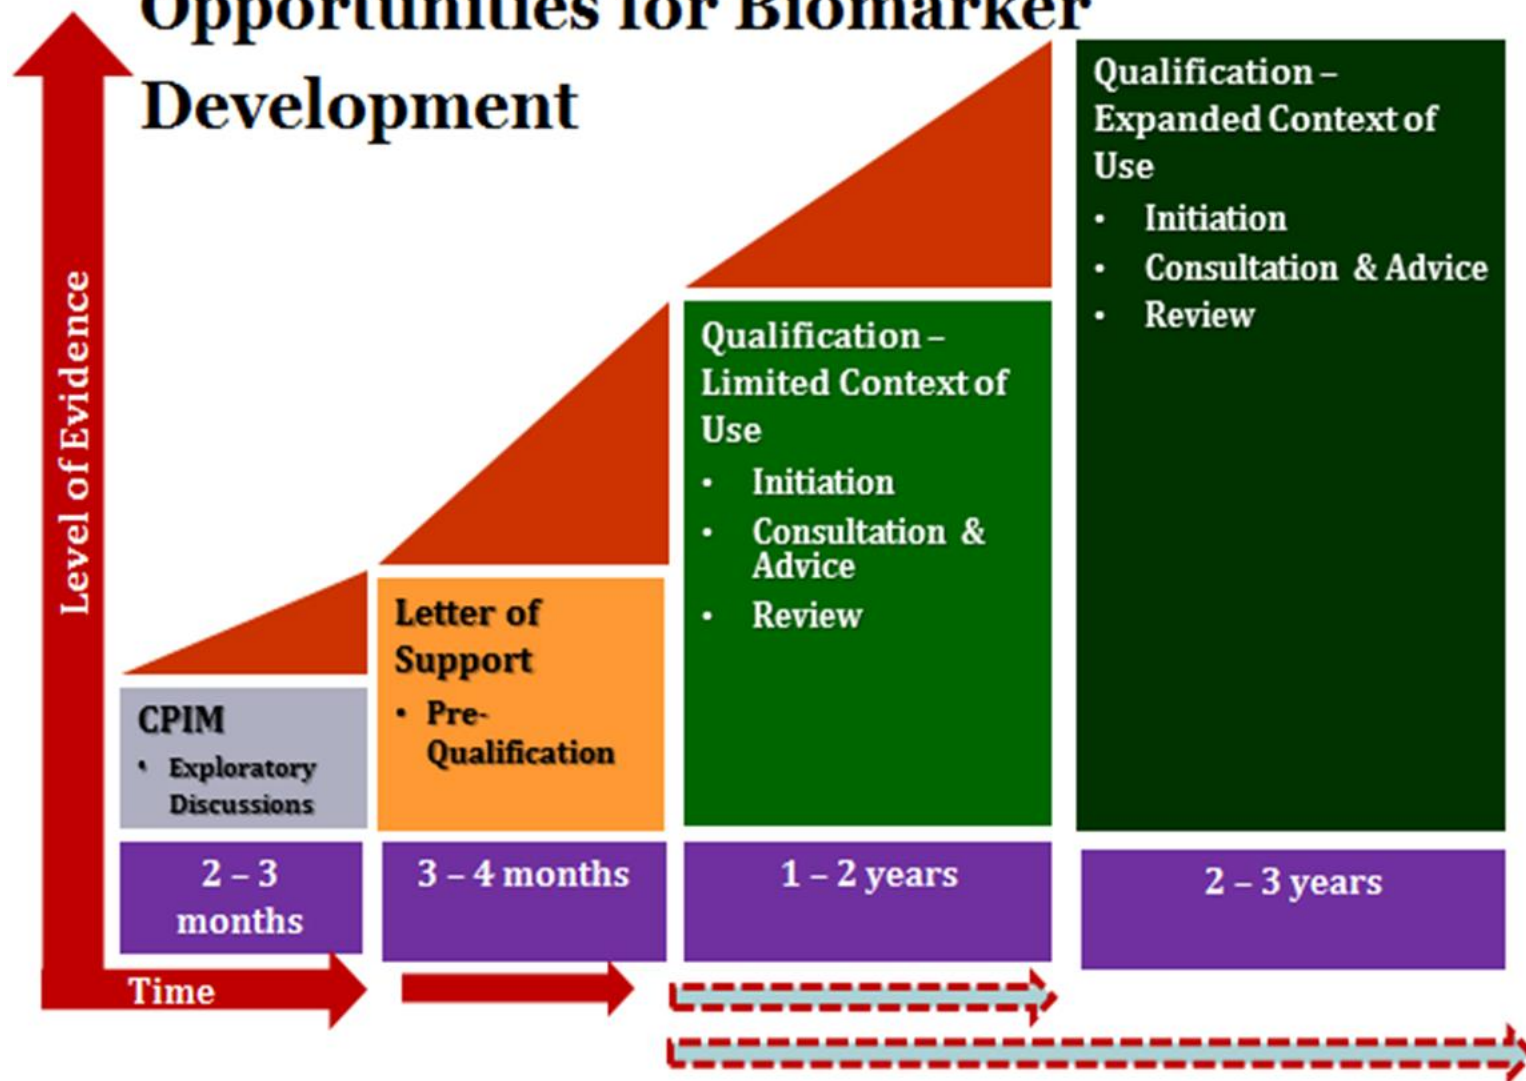 Opportunities for Biomarker
Development
Level of Evidence
CPIM
• Exploratory
Discussions
Letter of
Support
• Pre-
Qualification
Qualification –
Limited Context of
Use
• Initiation
• Consultation &
Advice
• Review
Qualification –
Expanded Context of
Use
• Initiation
• Consultation & Advice
• Review
2 – 3
months
3 – 4 months
1 – 2 years
2 – 3 years
Time